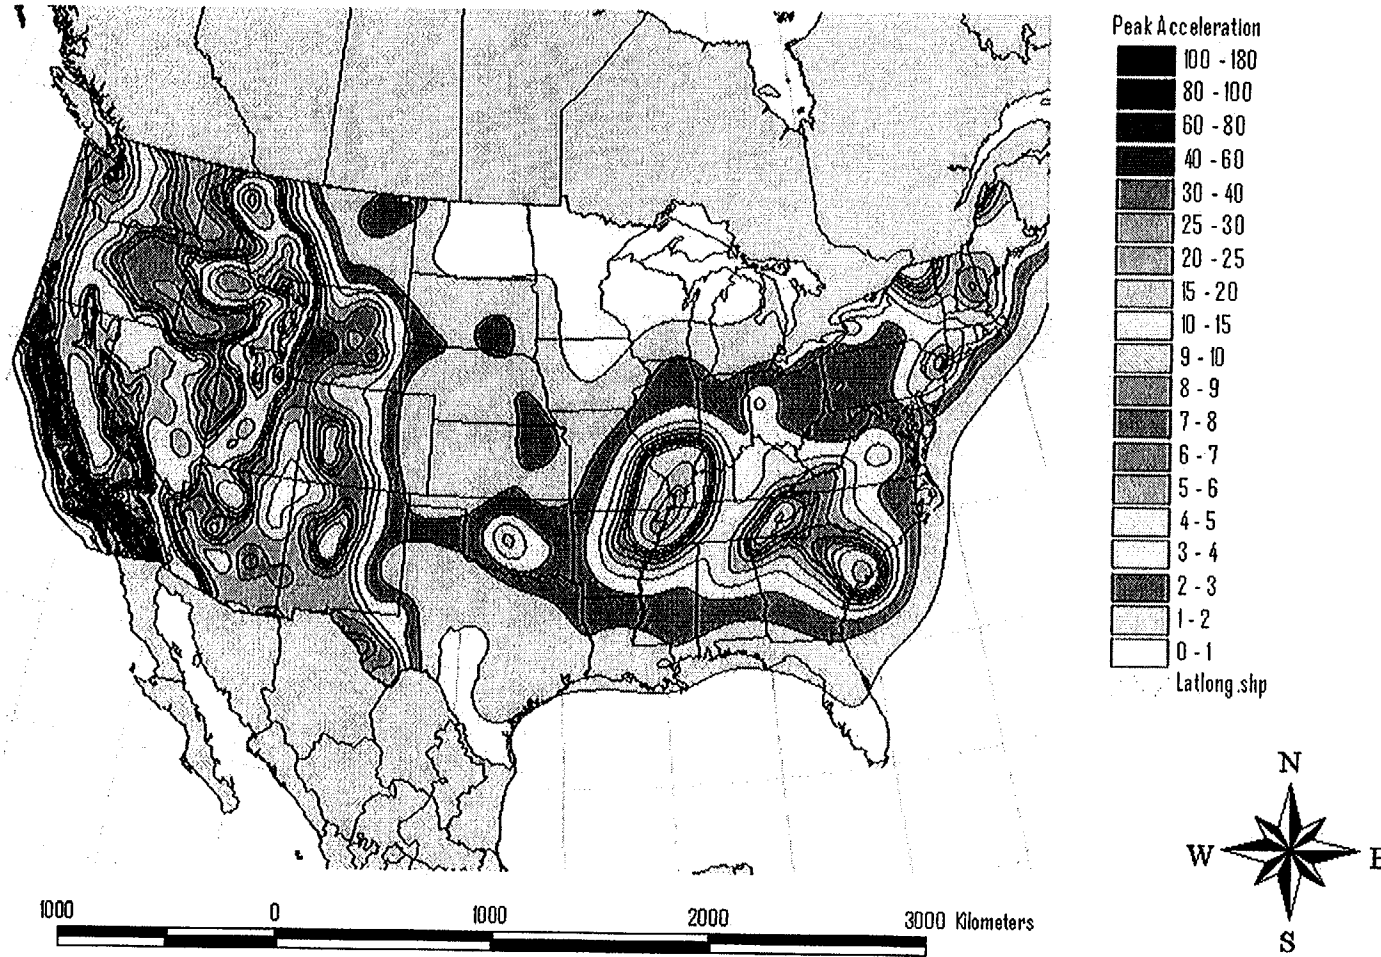 Peak Acceleration
100 - 180
80 - 100
60 - 80
40 - 60
30 - 40
25 - 30
20 - 25
15 - 20
10 - 15
9 - 10
8 - 9
7 - 8
6 - 7
5 - 6
4 - 5
3 - 4
2 - 3
1 - 2
0 - 1
Latlong.shp
N
W E
S
1000 0 1000 2000 3000 Kilometers